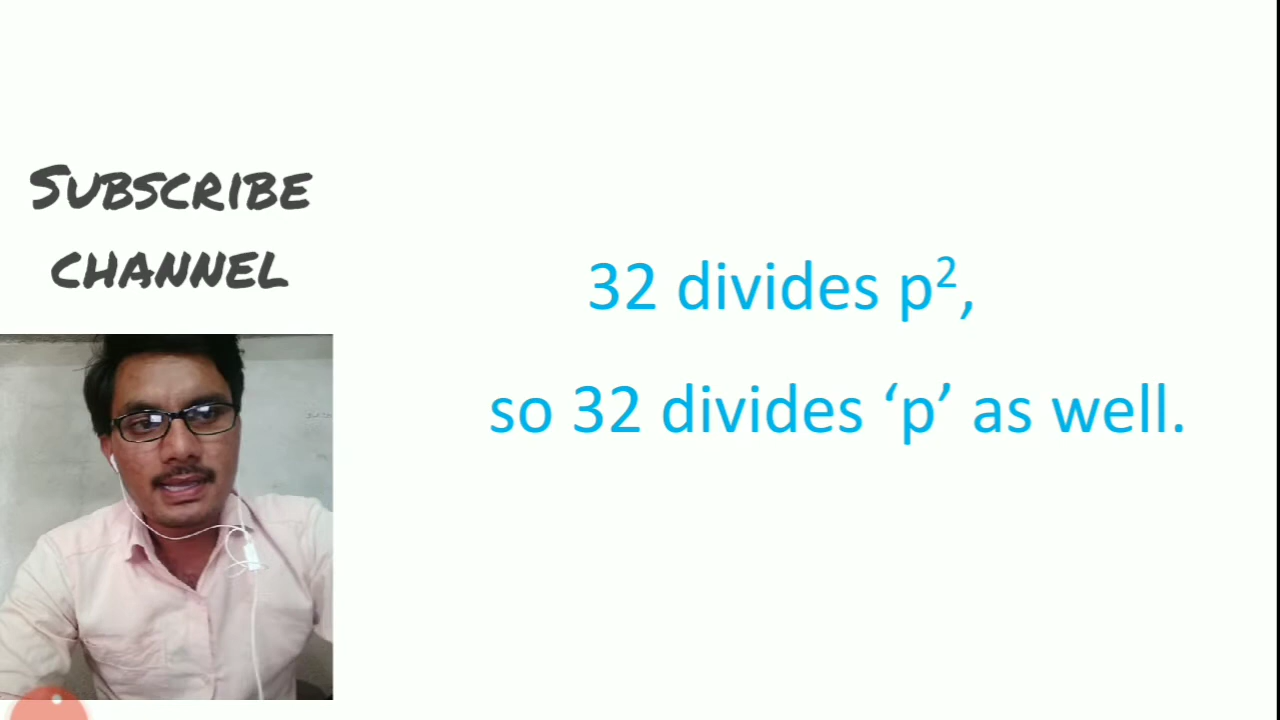 SUBSCRIBE
CHANNEL
32 divides p²,
so 32 divides ‘p’ as well.